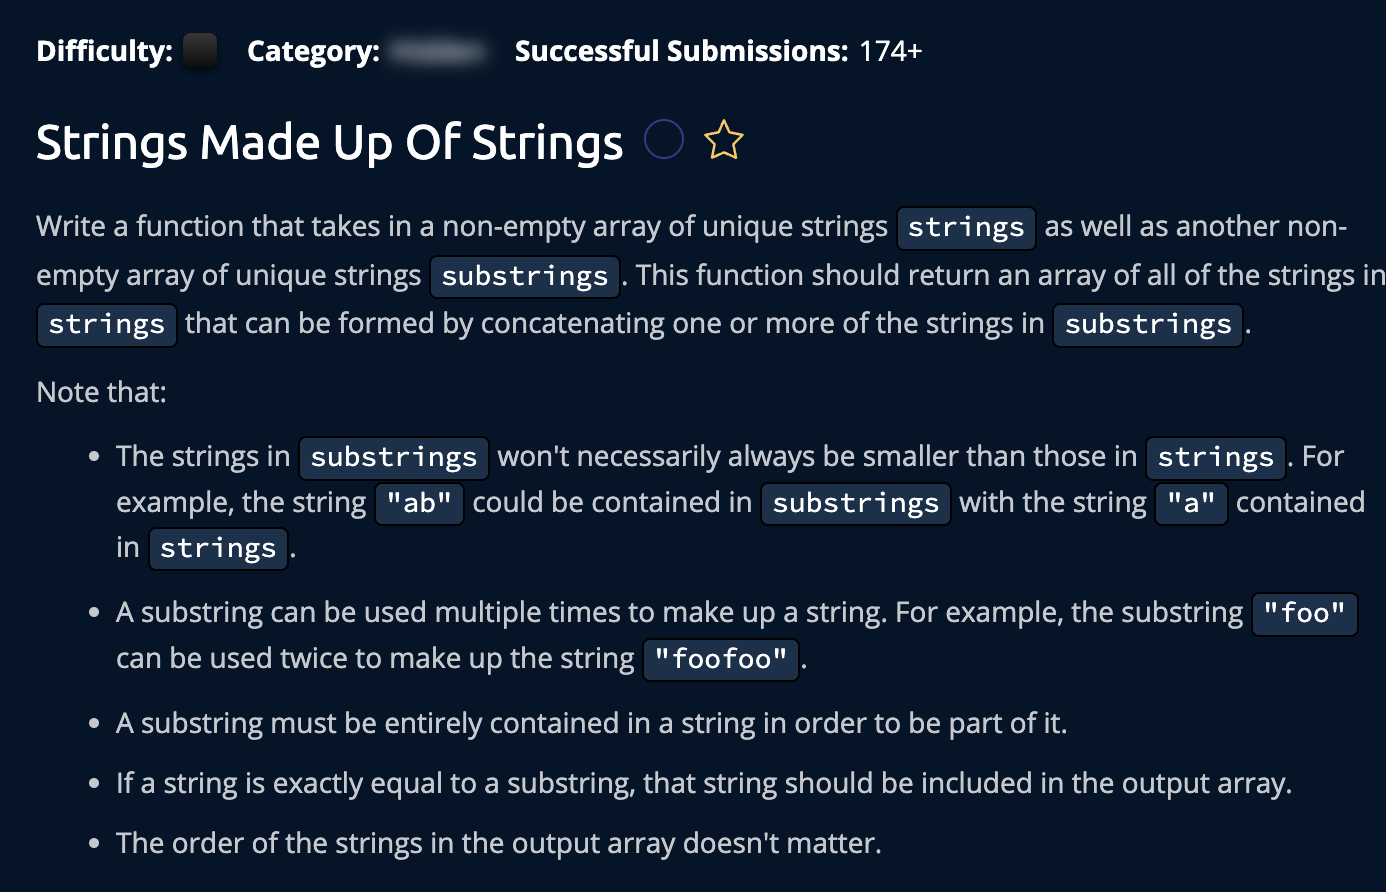 Difficulty: Category: Successful Submissions: 174+
Strings Made Up Of Strings
Write a function that takes in a non-empty array of unique strings strings as well as another non-
empty array of unique strings substrings. This function should return an array of all of the strings in
strings that can be formed by concatenating one or more of the strings in substrings.
Note that:
• The strings in substrings won't necessarily always be smaller than those in strings. For
example, the string "ab" could be contained in substrings with the string "a" contained
in strings.
• A substring can be used multiple times to make up a string. For example, the substring "foo"
can be used twice to make up the string "foofoo".
• A substring must be entirely contained in a string in order to be part of it.
• If a string is exactly equal to a substring, that string should be included in the output array.
• The order of the strings in the output array doesn't matter.